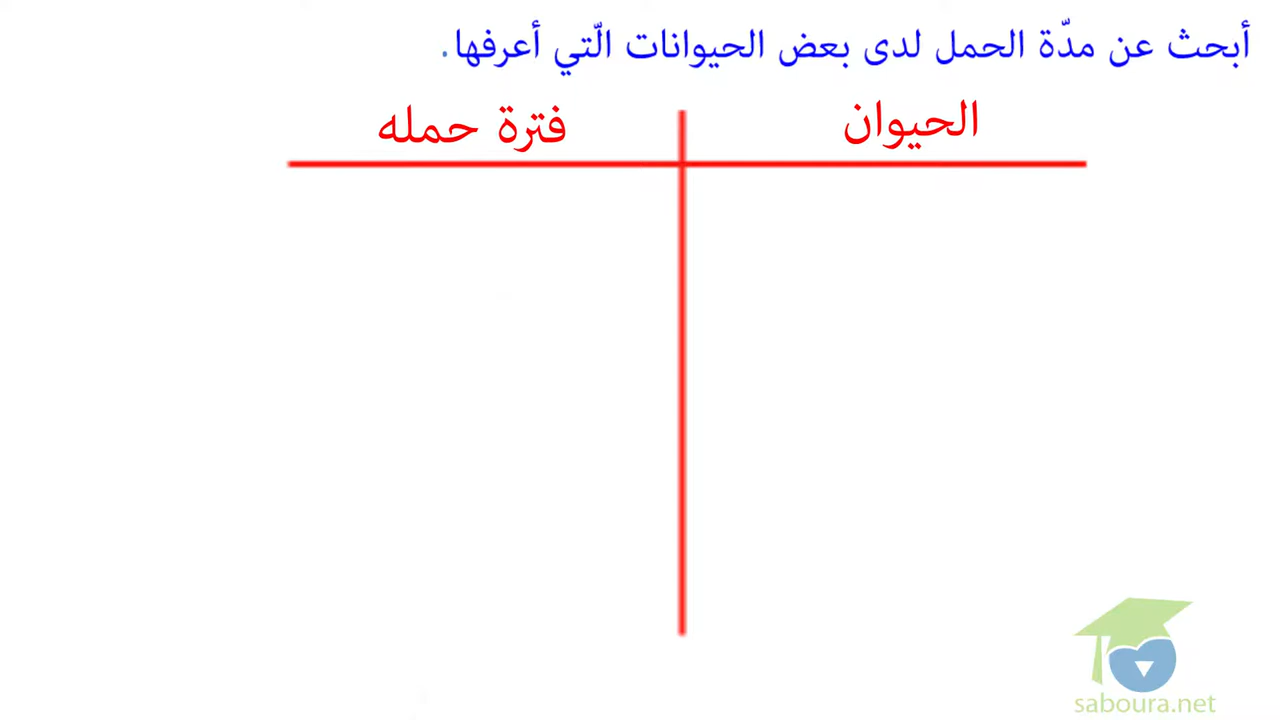 أبحث عن مدّة الحمل لدى بعض الحيوانات الّتي أعرفها.
الحيوان
فترة حمله
saboura.net